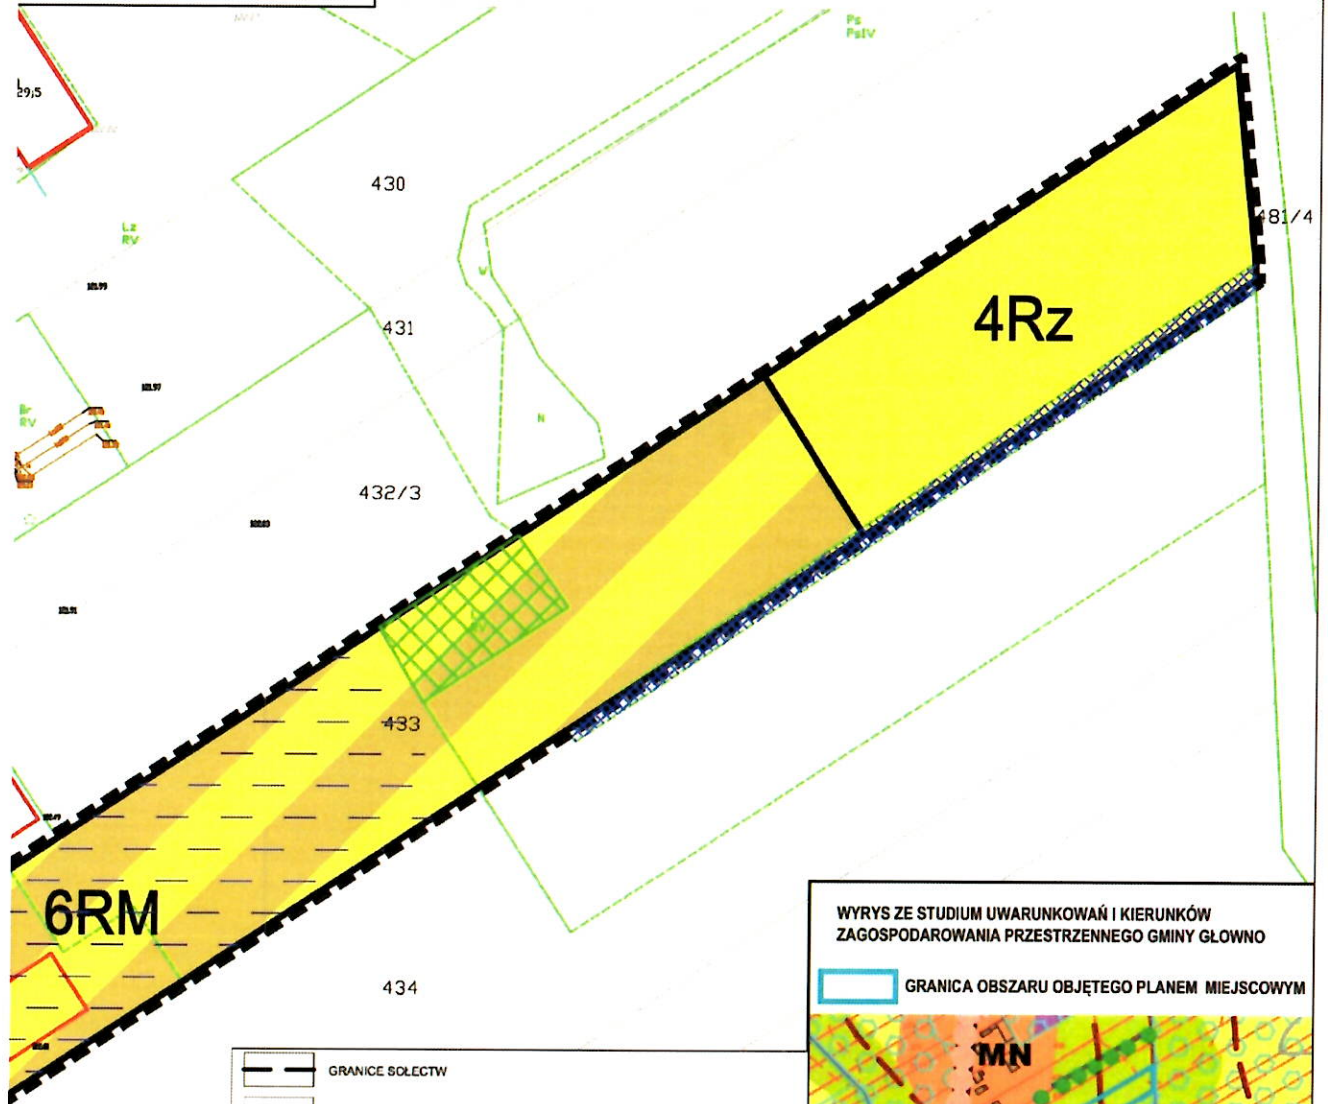 Ps
PsIV
29,5
430
Lz
RV
481/4
W
4Rz
431
N
Br
RV
432/3
433
6RM
434
WYRYS ZE STUDIUM UWARUNKOWAŃ I KIERUNKÓW
ZAGOSPODAROWANIA PRZESTRZENNEGO GMINY GŁOWNO
GRANICA OBSZARU OBJĘTEGO PLANEM MIEJSCOWYM
MN
GRANICE SOŁECTW